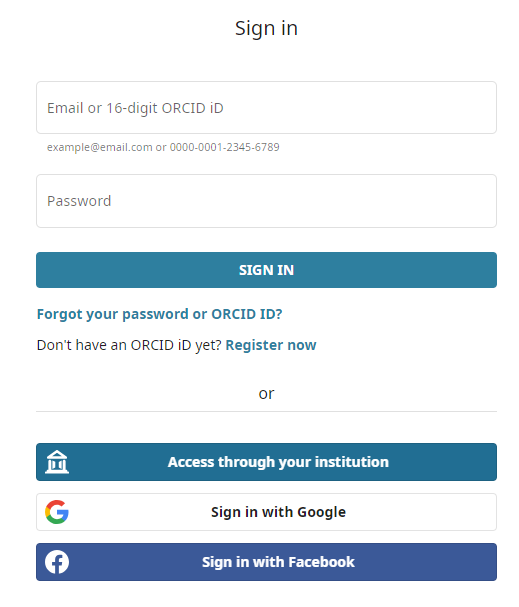 Sign in
Email or 16-digit ORCID iD
example@email.com or 0000-0001-2345-6789
Password
SIGN IN
Forgot your password or ORCID ID?
Don't have an ORCID iD yet? Register now
or
Access through your institution
Sign in with Google
Sign in with Facebook